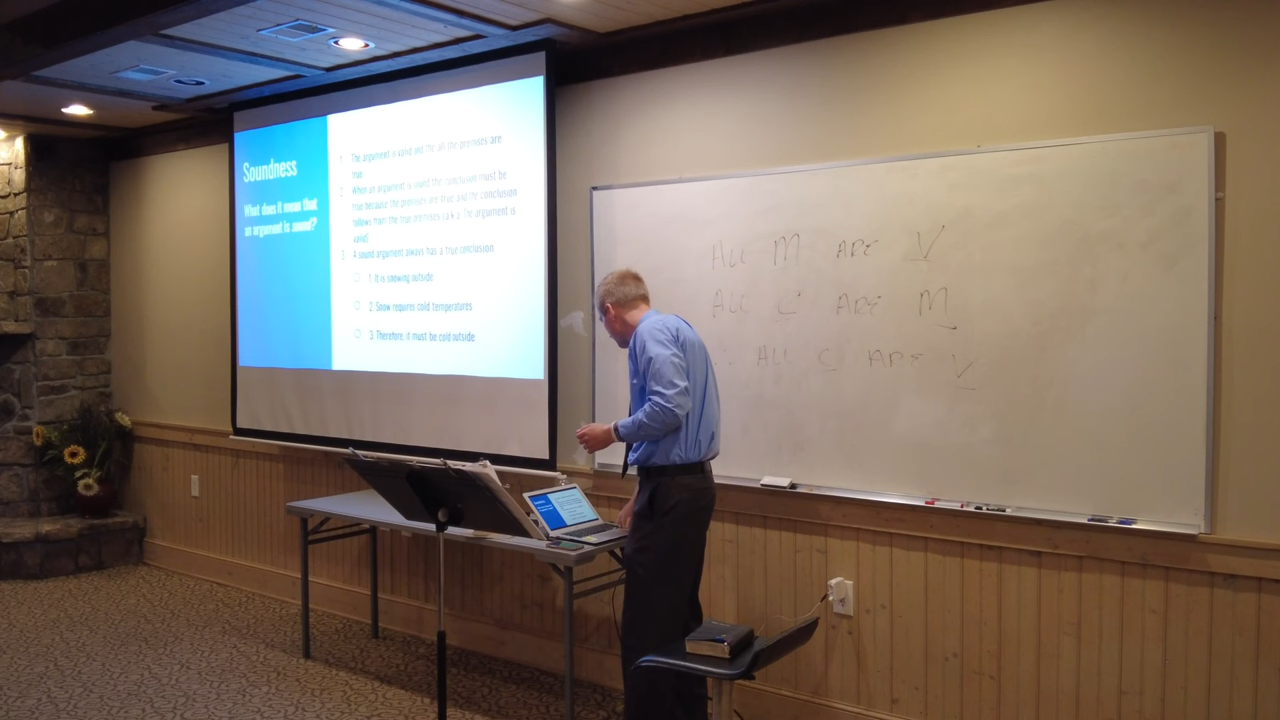 Soundness
What does it mean that
an argument is sound?
1. The argument is valid and the all the premises are
true
2. When an argument is sound the conclusion must be
true because the premises are true and the conclusion
follows from the true premises (a.k.a. The argument is
valid)
3. A sound argument always has a true conclusion
1. It is snowing outside
2. Snow requires cold temperatures
3. Therefore, it must be cold outside
ALL M ARE V
ALL C ARE M
∴ ALL C ARE V